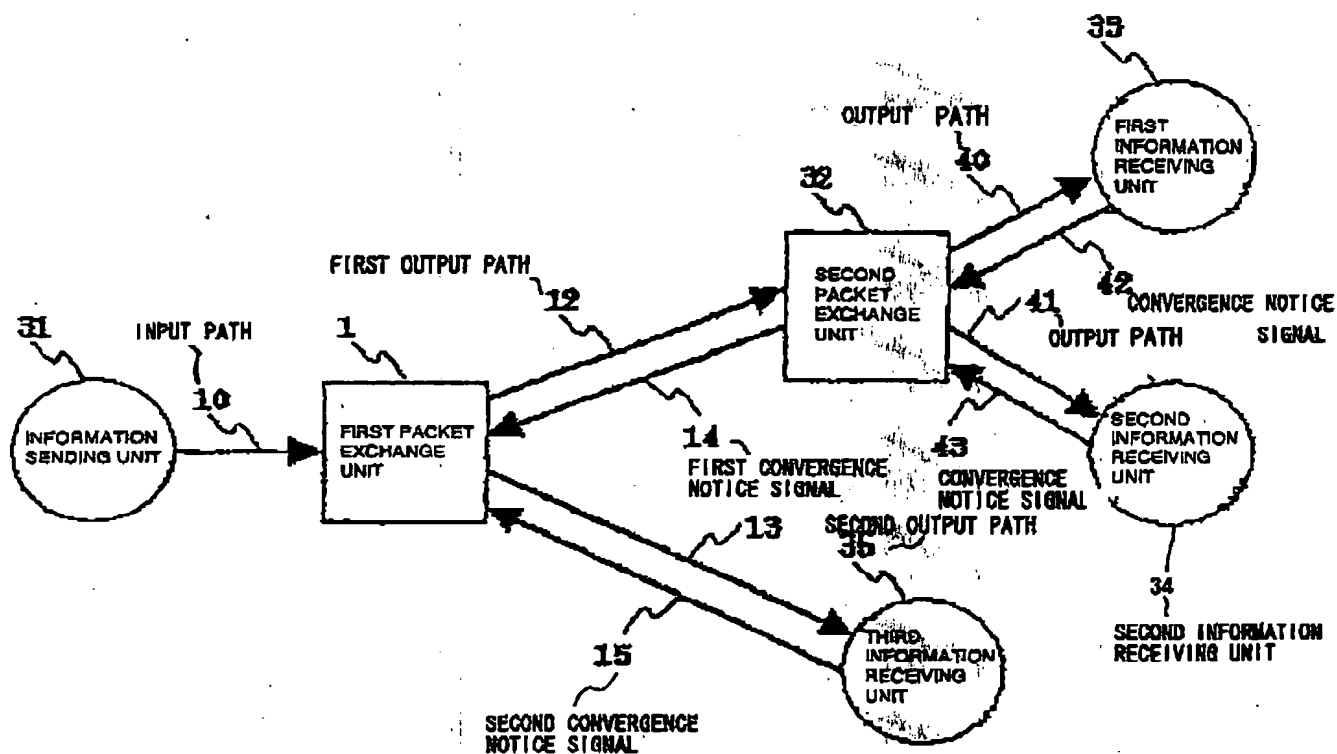 35
OUTPUT PATH
40
FIRST
INFORMATION
RECEIVING
UNIT
32
FIRST OUTPUT PATH
12
SECOND
PACKET
EXCHANGE
UNIT
42
CONVERGENCE NOTICE
SIGNAL
41
OUTPUT PATH
31
INPUT PATH
10
1
INFORMATION
SENDING UNIT
FIRST PACKET
EXCHANGE
UNIT
14
FIRST CONVERGENCE
NOTICE SIGNAL
43
CONVERGENCE
NOTICE SIGNAL
SECOND
INFORMATION
RECEIVING
UNIT
13
SECOND OUTPUT PATH
36
34
SECOND INFORMATION
RECEIVING UNIT
THIRD
INFORMATION
RECEIVING
UNIT
15
SECOND CONVERGENCE
NOTICE SIGNAL